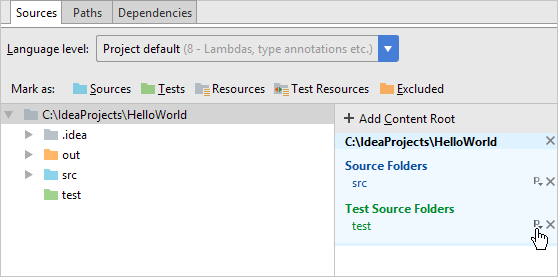 Sources Paths Dependencies
Language level: Project default (8 - Lambdas, type annotations etc.)
Mark as: Sources Tests Resources Test Resources Excluded
C:\IdeaProjects\HelloWorld
.idea
out
src
test
+ Add Content Root
C:\IdeaProjects\HelloWorld
Source Folders
src P
Test Source Folders
test P